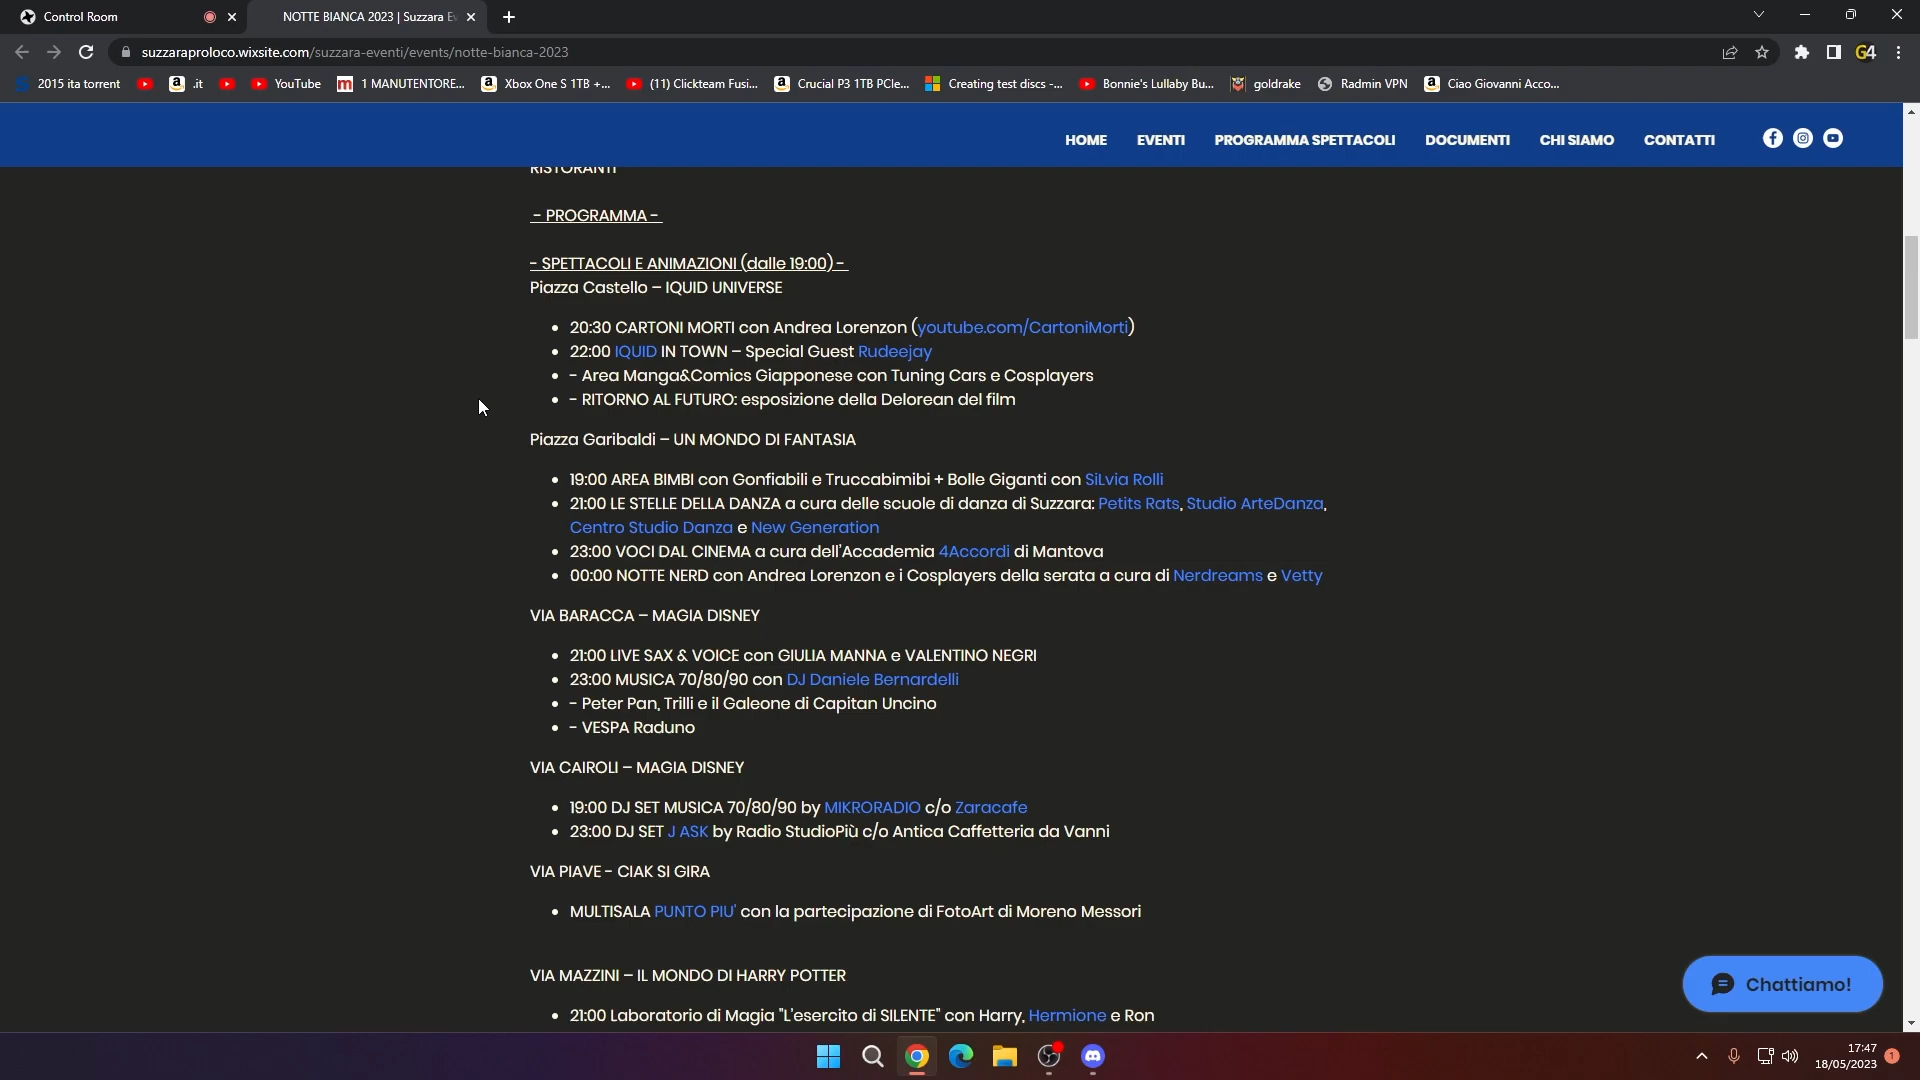 Control Room
NOTTE BIANCA 2023 | Suzzara Ev
suzzaraproloco.wixsite.com/suzzara-eventi/events/notte-bianca-2023
G4
2015 ita torrent
.it
YouTube
1 MANUTENTORE...
Xbox One S 1TB +...
(11) Clickteam Fusi...
Crucial P3 1TB PCIe...
Creating test discs -...
Bonnie's Lullaby Bu...
goldrake
Radmin VPN
Ciao Giovanni Acco...
HOME EVENTI PROGRAMMA SPETTACOLI DOCUMENTI CHI SIAMO CONTATTI
RISTORANTI
- PROGRAMMA -
- SPETTACOLI E ANIMAZIONI (dalle 19:00) -
Piazza Castello – IQUID UNIVERSE
• 20:30 CARTONI MORTI con Andrea Lorenzon (youtube.com/CartoniMorti)
• 22:00 IQUID IN TOWN – Special Guest Rudeejay
• - Area Manga&Comics Giapponese con Tuning Cars e Cosplayers
• - RITORNO AL FUTURO: esposizione della Delorean del film
Piazza Garibaldi – UN MONDO DI FANTASIA
• 19:00 AREA BIMBI con Gonfiabili e Truccabimibi + Bolle Giganti con SiLvia Rolli
• 21:00 LE STELLE DELLA DANZA a cura delle scuole di danza di Suzzara: Petits Rats, Studio ArteDanza,
Centro Studio Danza e New Generation
• 23:00 VOCI DAL CINEMA a cura dell'Accademia 4Accordi di Mantova
• 00:00 NOTTE NERD con Andrea Lorenzon e i Cosplayers della serata a cura di Nerdreams e Vetty
VIA BARACCA – MAGIA DISNEY
• 21:00 LIVE SAX & VOICE con GIULIA MANNA e VALENTINO NEGRI
• 23:00 MUSICA 70/80/90 con DJ Daniele Bernardelli
• - Peter Pan, Trilli e il Galeone di Capitan Uncino
• - VESPA Raduno
VIA CAIROLI – MAGIA DISNEY
• 19:00 DJ SET MUSICA 70/80/90 by MIKRORADIO c/o Zaracafe
• 23:00 DJ SET J ASK by Radio StudioPiù c/o Antica Caffetteria da Vanni
VIA PIAVE - CIAK SI GIRA
• MULTISALA PUNTO PIU' con la partecipazione di FotoArt di Moreno Messori
VIA MAZZINI – IL MONDO DI HARRY POTTER
• 21:00 Laboratorio di Magia "L'esercito di SILENTE" con Harry, Hermione e Ron
Chattiamo!
17:47
18/05/2023
1